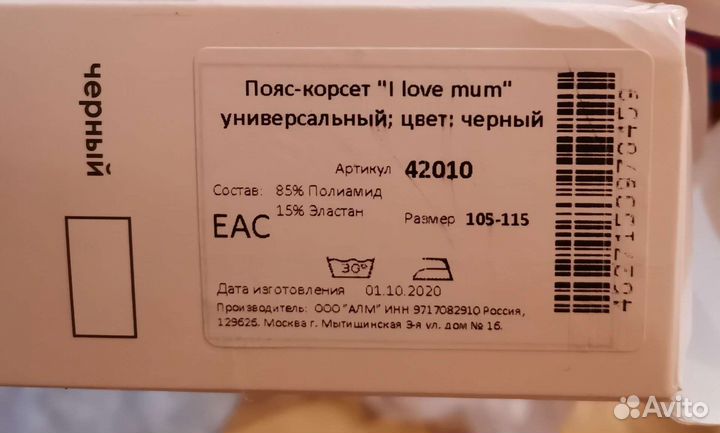 черный
Пояс-корсет "I love mum"
универсальный; цвет: черный
Артикул 42010
Состав: 85% Полиамид
15% Эластан
Размер 105-115
EAC
30°
Дата изготовления 01.10.2020
Производитель: ООО "АЛМ" ИНН 9717082910 Россия,
129626. Москва г. Мытищинская 3-я ул. дом № 16.
Avito